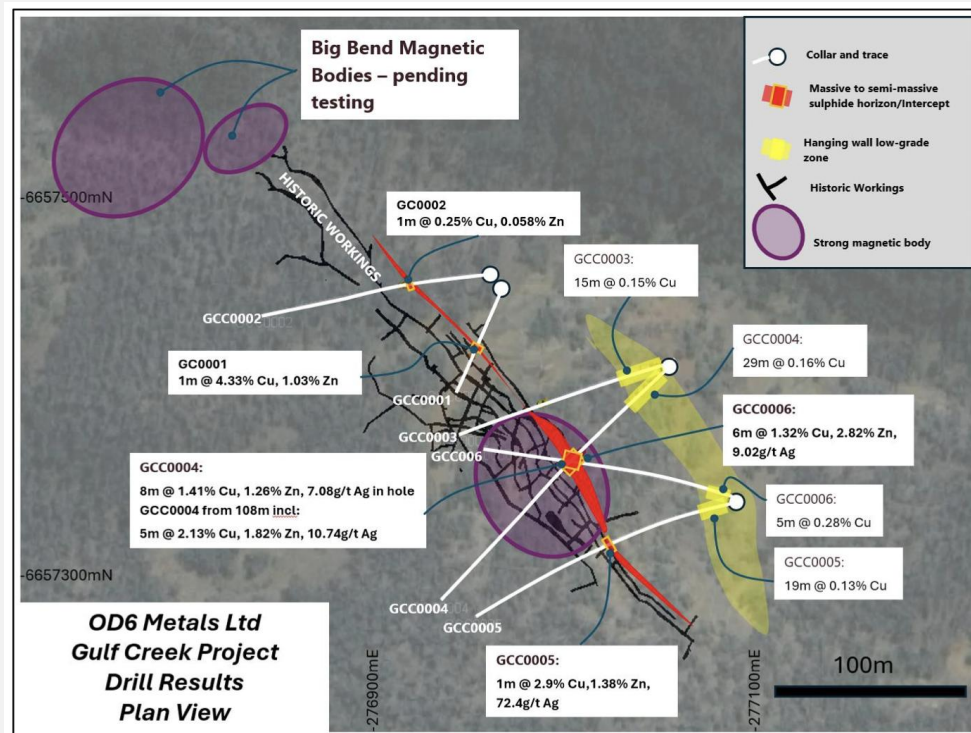 Big Bend Magnetic
Bodies – pending
testing
Collar and trace
Massive to semi-massive
sulphide horizon/Intercept
Hanging wall low-grade
zone
Historic Workings
Strong magnetic body
-6657500mN
HISTORIC WORKINGS
GC0002
1m @ 0.25% Cu, 0.058% Zn
GCC0003:
15m @ 0.15% Cu
GCC0002
GCC0004:
29m @ 0.16% Cu
GC0001
1m @ 4.33% Cu, 1.03% Zn
GCC0001
GCC0006:
6m @ 1.32% Cu, 2.82% Zn,
9.02g/t Ag
GCC0003
GCC006
GCC0004:
8m @ 1.41% Cu, 1.26% Zn, 7.08g/t Ag in hole
GCC0004 from 108m incl:
5m @ 2.13% Cu, 1.82% Zn, 10.74g/t Ag
GCC0006:
5m @ 0.28% Cu
GCC0005:
19m @ 0.13% Cu
-6657300mN
GCC0004
GCC0005
OD6 Metals Ltd
Gulf Creek Project
Drill Results
Plan View
GCC0005:
1m @ 2.9% Cu,1.38% Zn,
72.4g/t Ag
-276900mE
-277100mE
100m